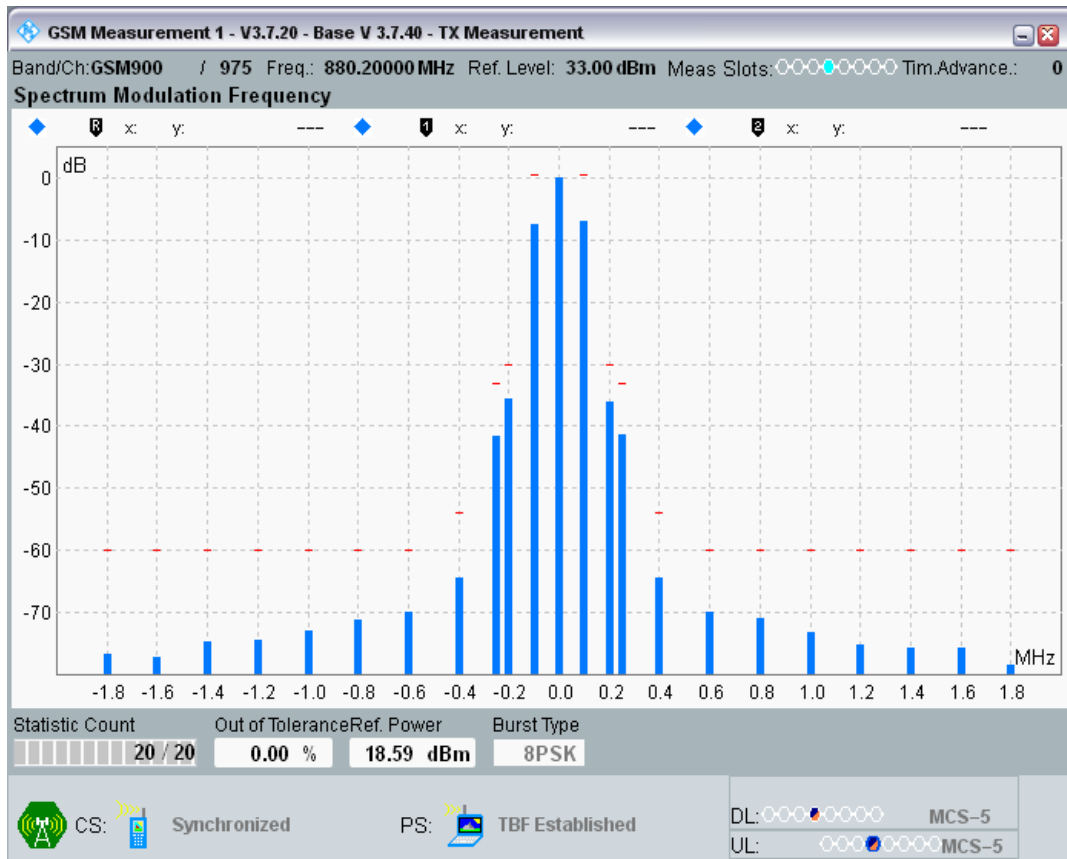 GSM Measurement 1 - V3.7.20 - Base V 3.7.40 - TX Measurement
Band/Ch:GSM900 / 975 Freq.: 880.20000 MHz Ref. Level: 33.00 dBm Meas Slots: Tim.Advance.: 0
Spectrum Modulation Frequency
R x: y: --- 1 x: y: --- 2 x: y: ---
dB
0
-10
-20
-30
-40
-50
-60
-70
MHz
-1.8 -1.6 -1.4 -1.2 -1.0 -0.8 -0.6 -0.4 -0.2 0.0 0.2 0.4 0.6 0.8 1.0 1.2 1.4 1.6 1.8
Statistic Count Out of Tolerance Ref. Power Burst Type
20 / 20 0.00 % 18.59 dBm 8PSK
CS: Synchronized PS: TBF Established
DL: MCS-5
UL: MCS-5